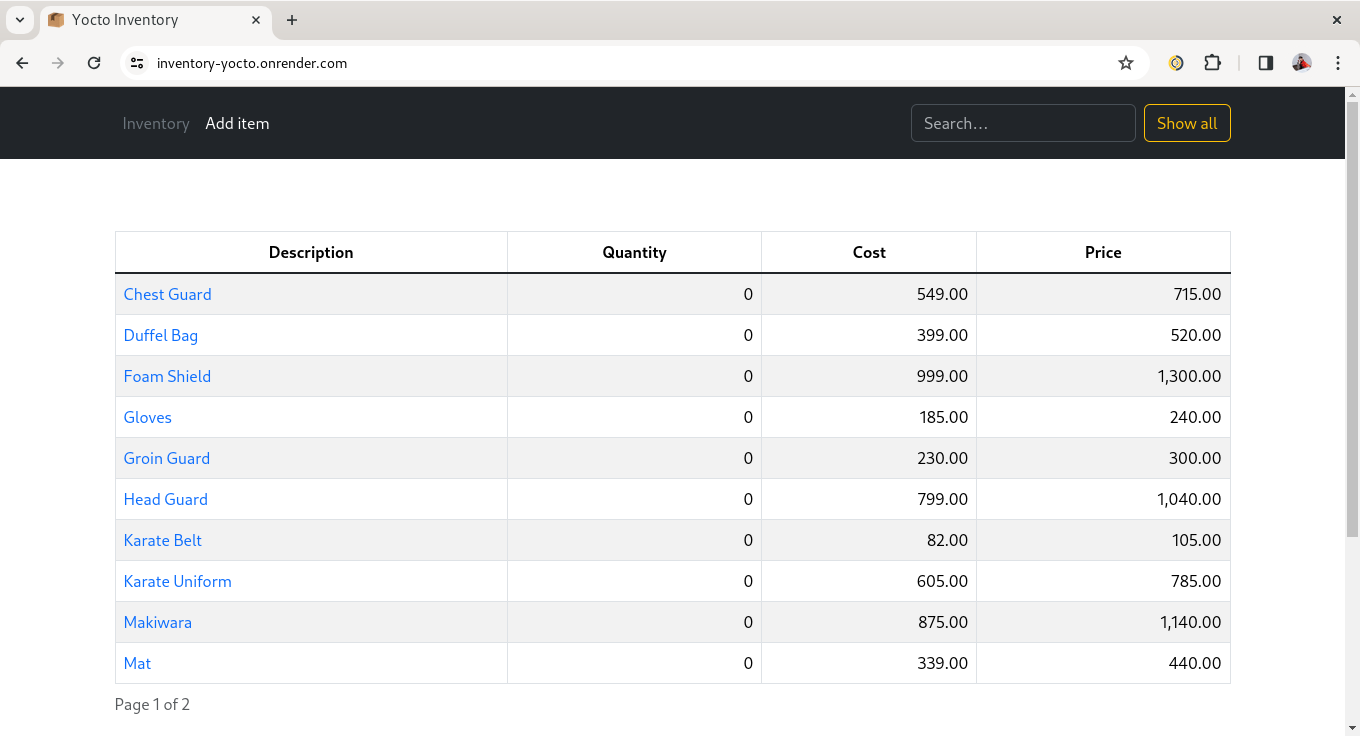 Yocto Inventory
inventory-yocto.onrender.com
Inventory Add item Search... Show all
Description Quantity Cost Price
Chest Guard 0 549.00 715.00
Duffel Bag 0 399.00 520.00
Foam Shield 0 999.00 1,300.00
Gloves 0 185.00 240.00
Groin Guard 0 230.00 300.00
Head Guard 0 799.00 1,040.00
Karate Belt 0 82.00 105.00
Karate Uniform 0 605.00 785.00
Makiwara 0 875.00 1,140.00
Mat 0 339.00 440.00
Page 1 of 2